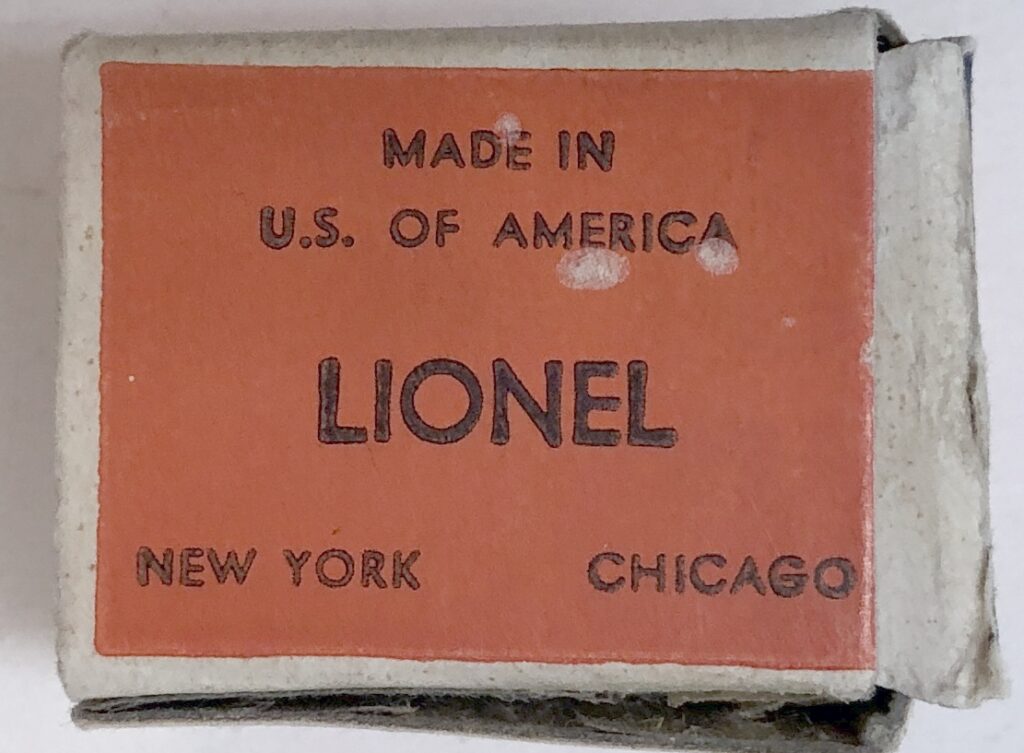 MADE IN
U.S. OF AMERICA
LIONEL
NEW YORK CHICAGO